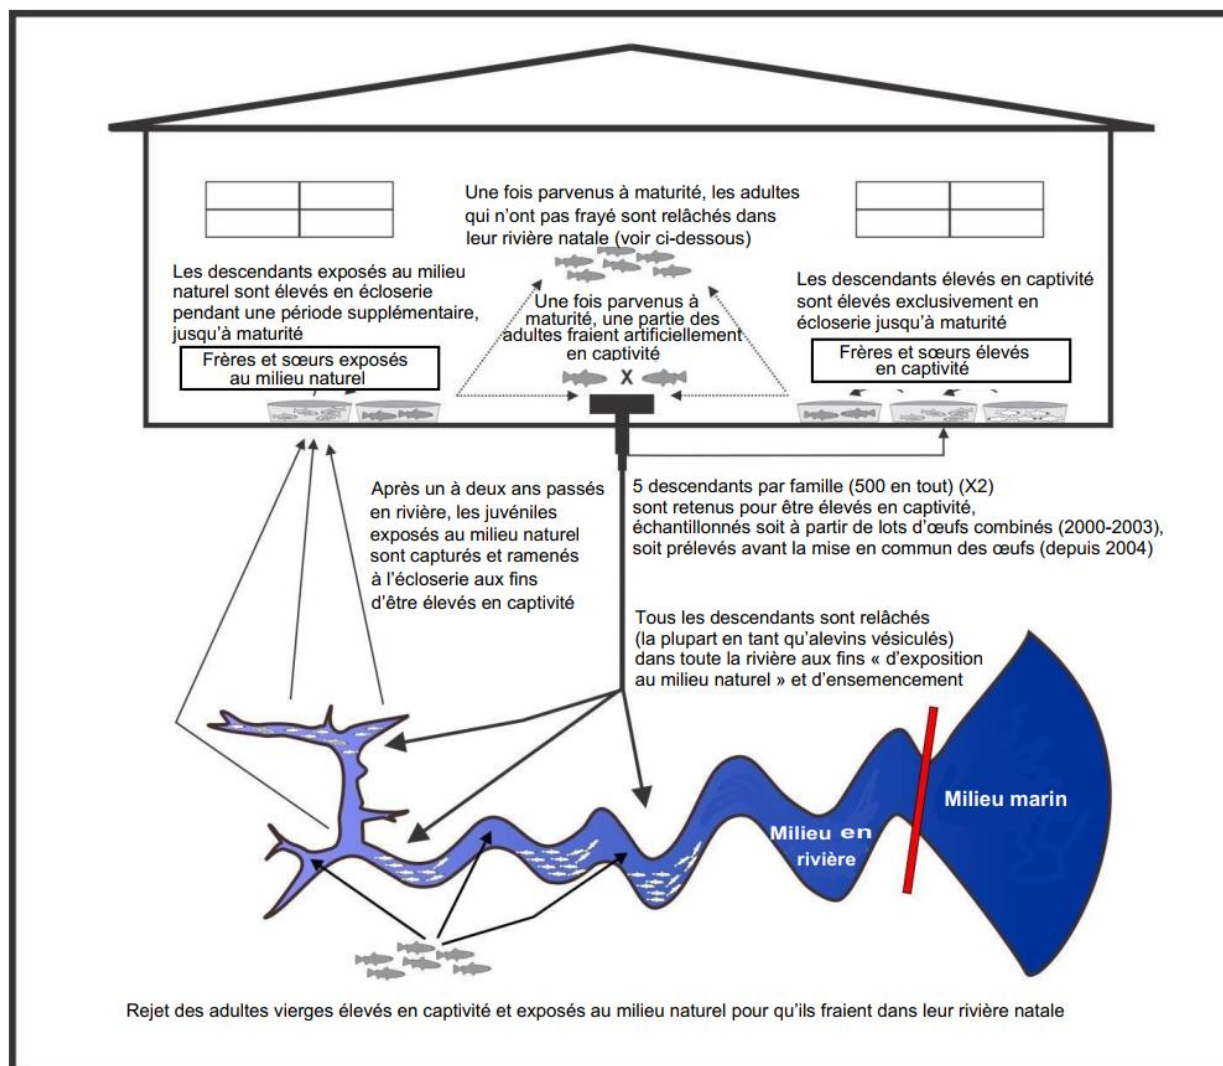 Une fois parvenus à maturité, les adultes
qui n'ont pas frayé sont relâchés dans
leur rivière natale (voir ci-dessous)
Les descendants exposés au milieu
naturel sont élevés en écloserie
pendant une période supplémentaire,
jusqu'à maturité
Frères et sœurs exposés
au milieu naturel
Une fois parvenus à
maturité, une partie des
adultes fraient artificiellement
en captivité
X
Les descendants élevés en captivité
sont élevés exclusivement en
écloserie jusqu'à maturité
Frères et sœurs élevés
en captivité
Après un à deux ans passés
en rivière, les juvéniles
exposés au milieu naturel
sont capturés et ramenés
à l'écloserie aux fins
d'être élevés en captivité
5 descendants par famille (500 en tout) (X2)
sont retenus pour être élevés en captivité,
échantillonnés soit à partir de lots d'œufs combinés (2000-2003),
soit prélevés avant la mise en commun des œufs (depuis 2004)
Tous les descendants sont relâchés
(la plupart en tant qu'alevins vésiculés)
dans toute la rivière aux fins « d'exposition
au milieu naturel » et d'ensemencement
Milieu en
rivière
Milieu marin
Rejet des adultes vierges élevés en captivité et exposés au milieu naturel pour qu'ils fraient dans leur rivière natale